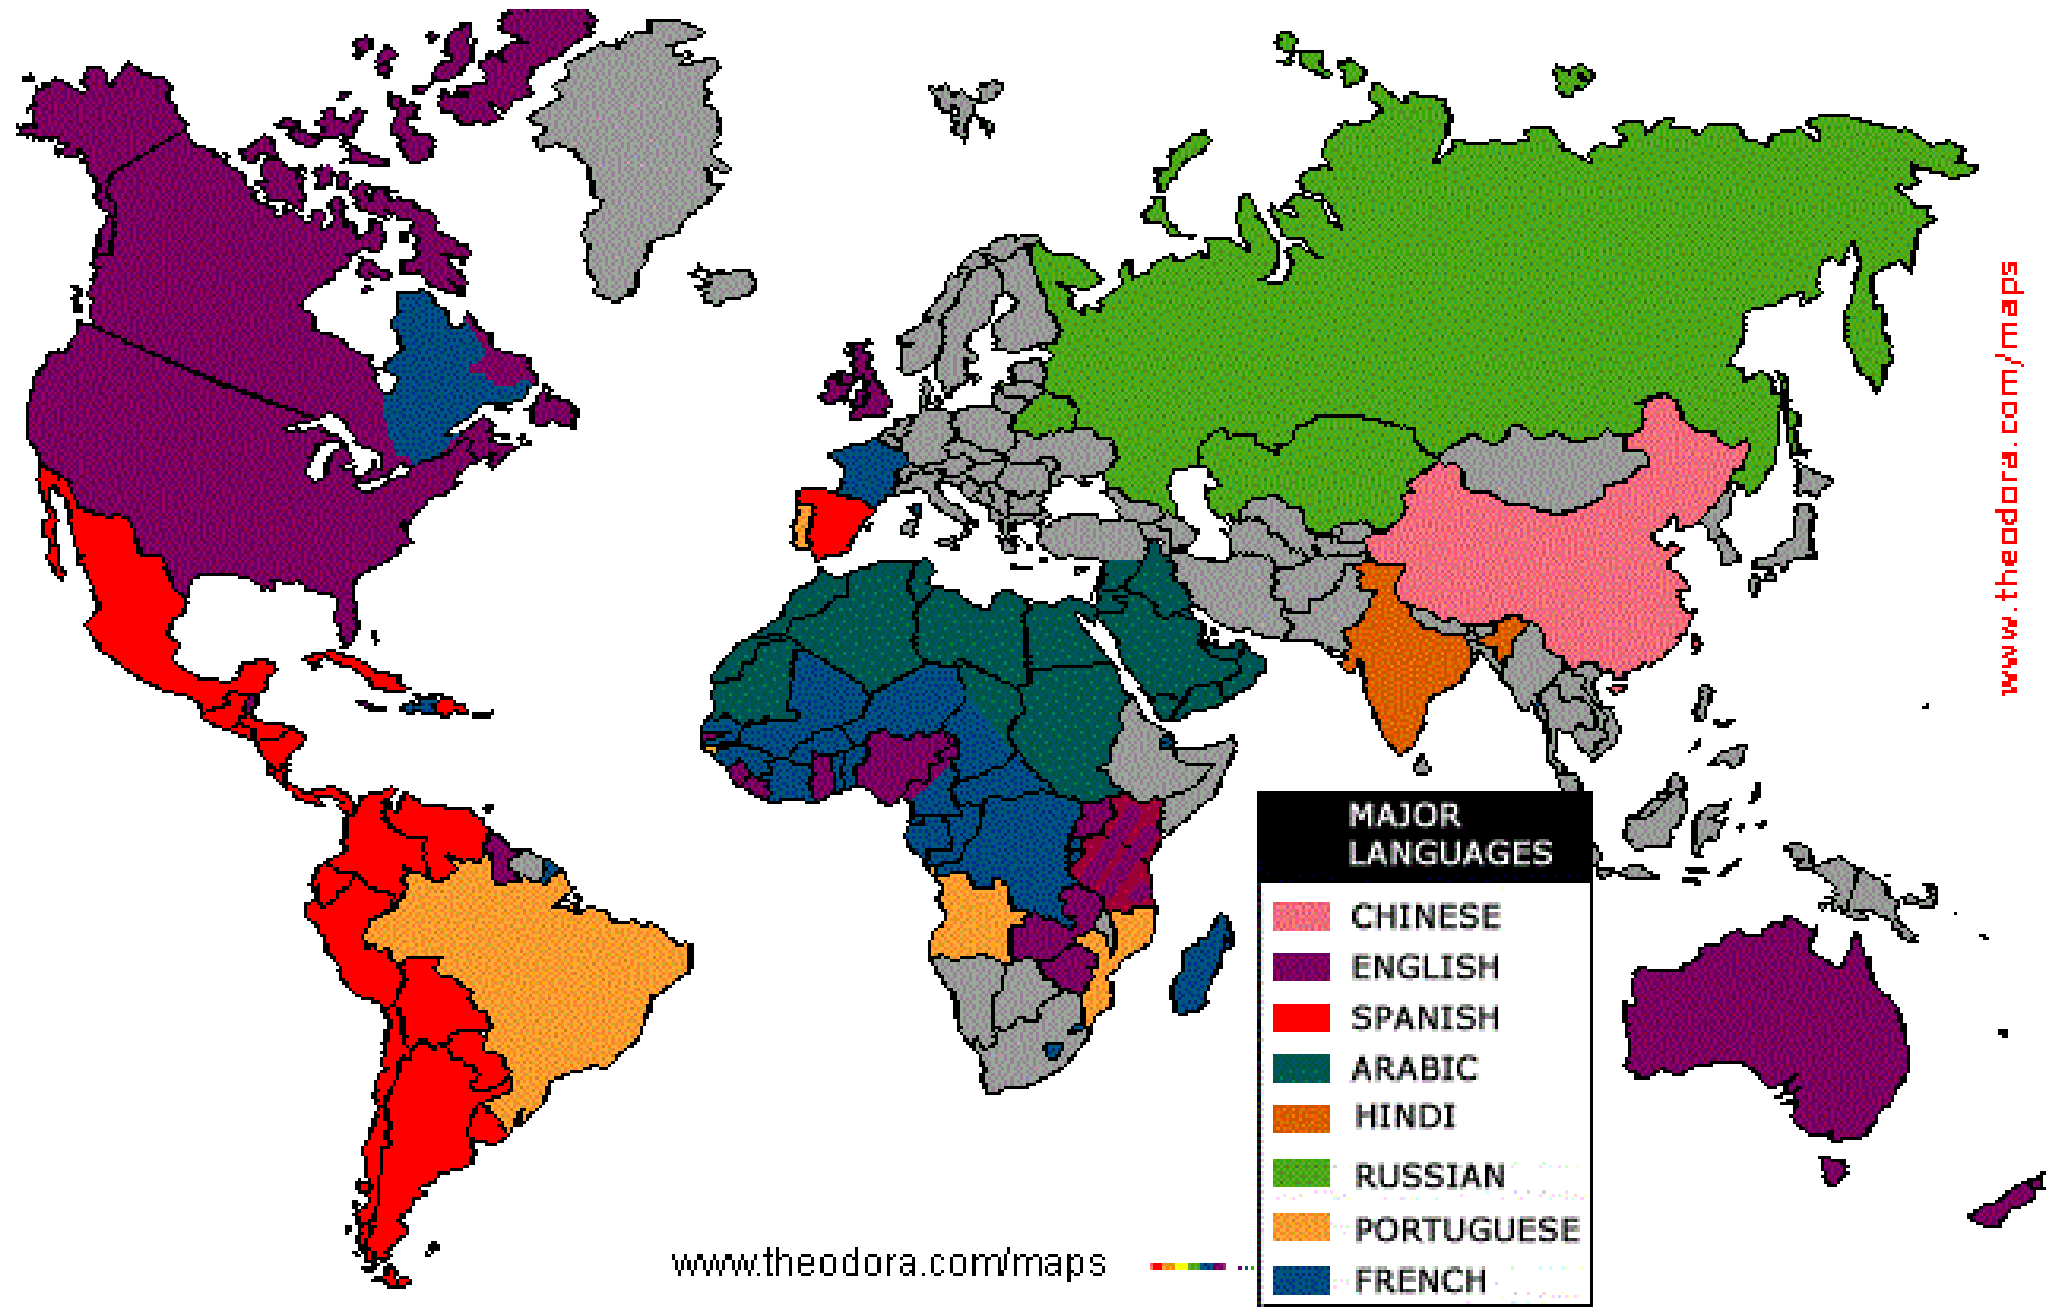 MAJOR
LANGUAGES
CHINESE
ENGLISH
SPANISH
ARABIC
HINDI
RUSSIAN
PORTUGUESE
FRENCH
www.theodora.com/maps
www.theodora.com/maps